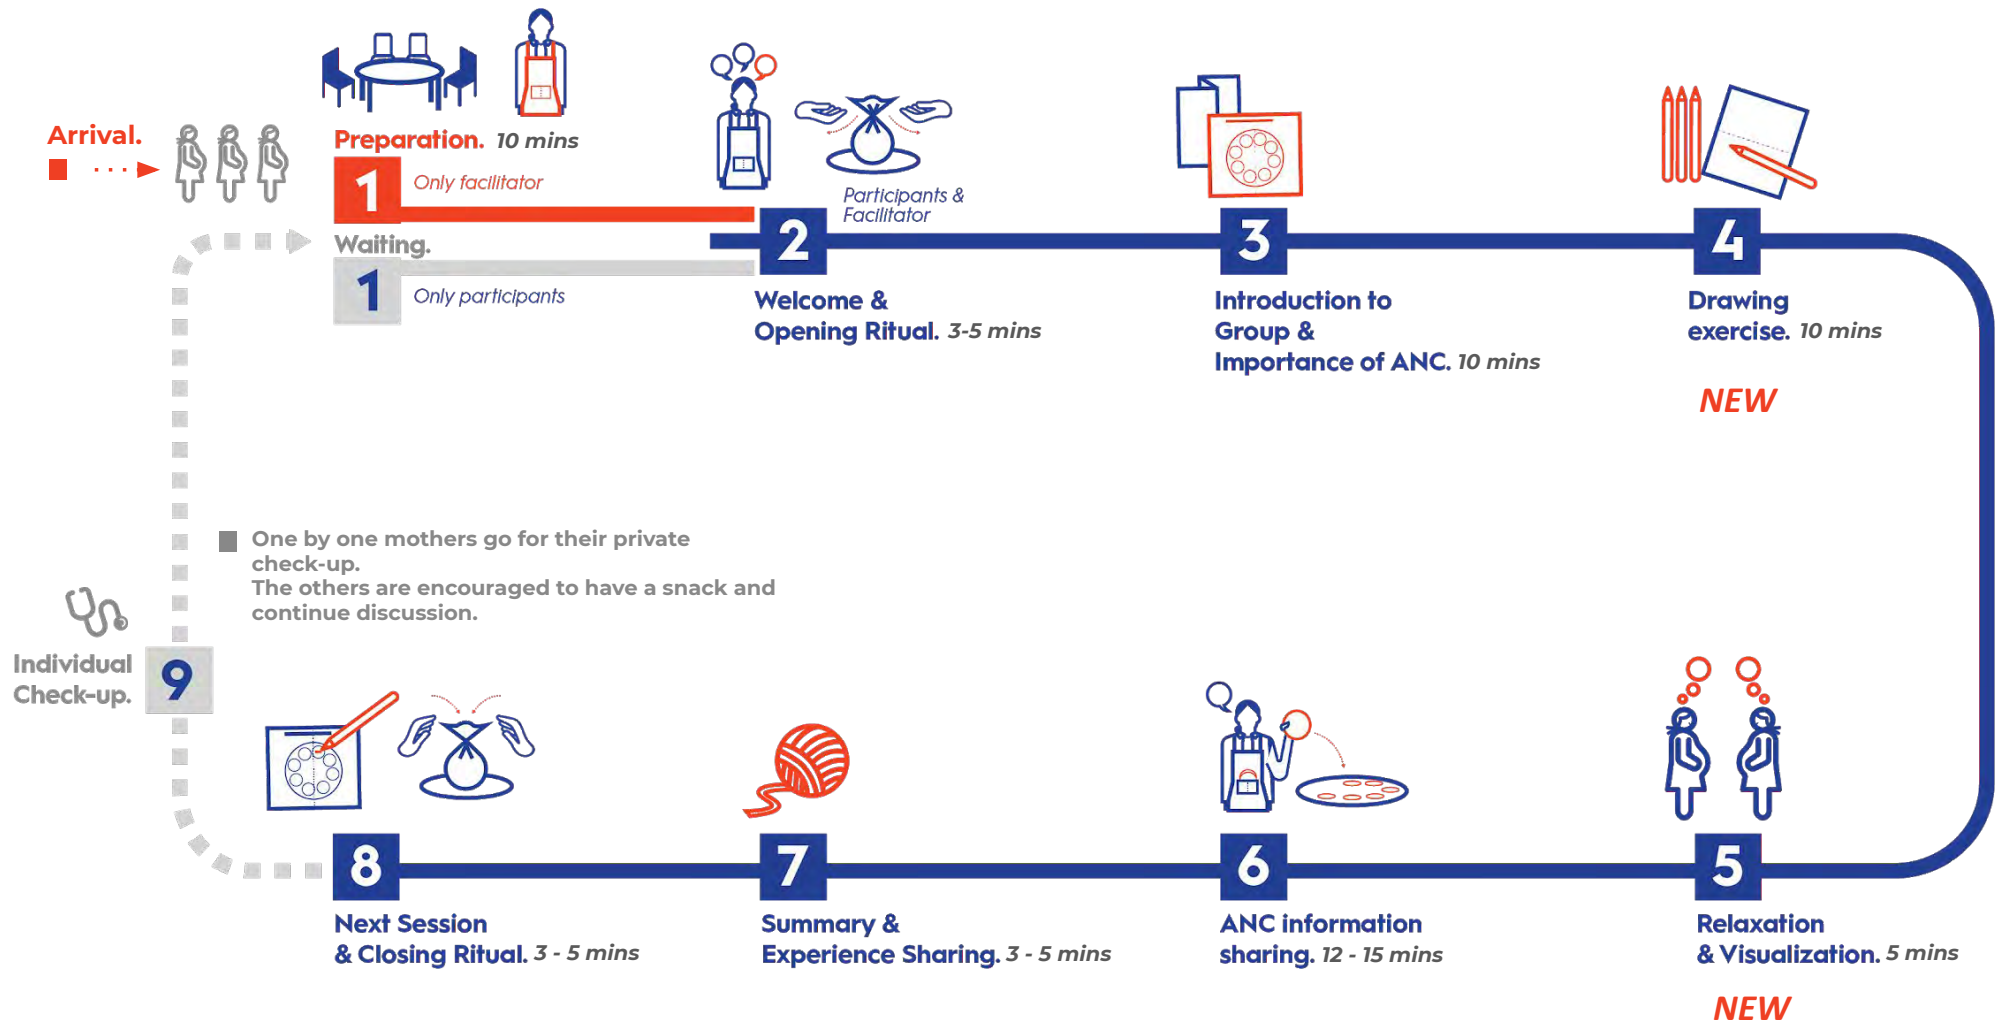 Arrival.
Preparation. 10 mins
1
Only facilitator
Waiting.
1
Only participants
Participants &
Facilitator
2
Welcome &
Opening Ritual. 3-5 mins
3
Introduction to
Group &
Importance of ANC. 10 mins
4
Drawing
exercise. 10 mins
NEW
5
Relaxation
& Visualization. 5 mins
NEW
6
ANC information
sharing. 12 - 15 mins
7
Summary &
Experience Sharing. 3 - 5 mins
8
Next Session
& Closing Ritual. 3 - 5 mins
9
Individual
Check-up.
One by one mothers go for their private
check-up.
The others are encouraged to have a snack and
continue discussion.